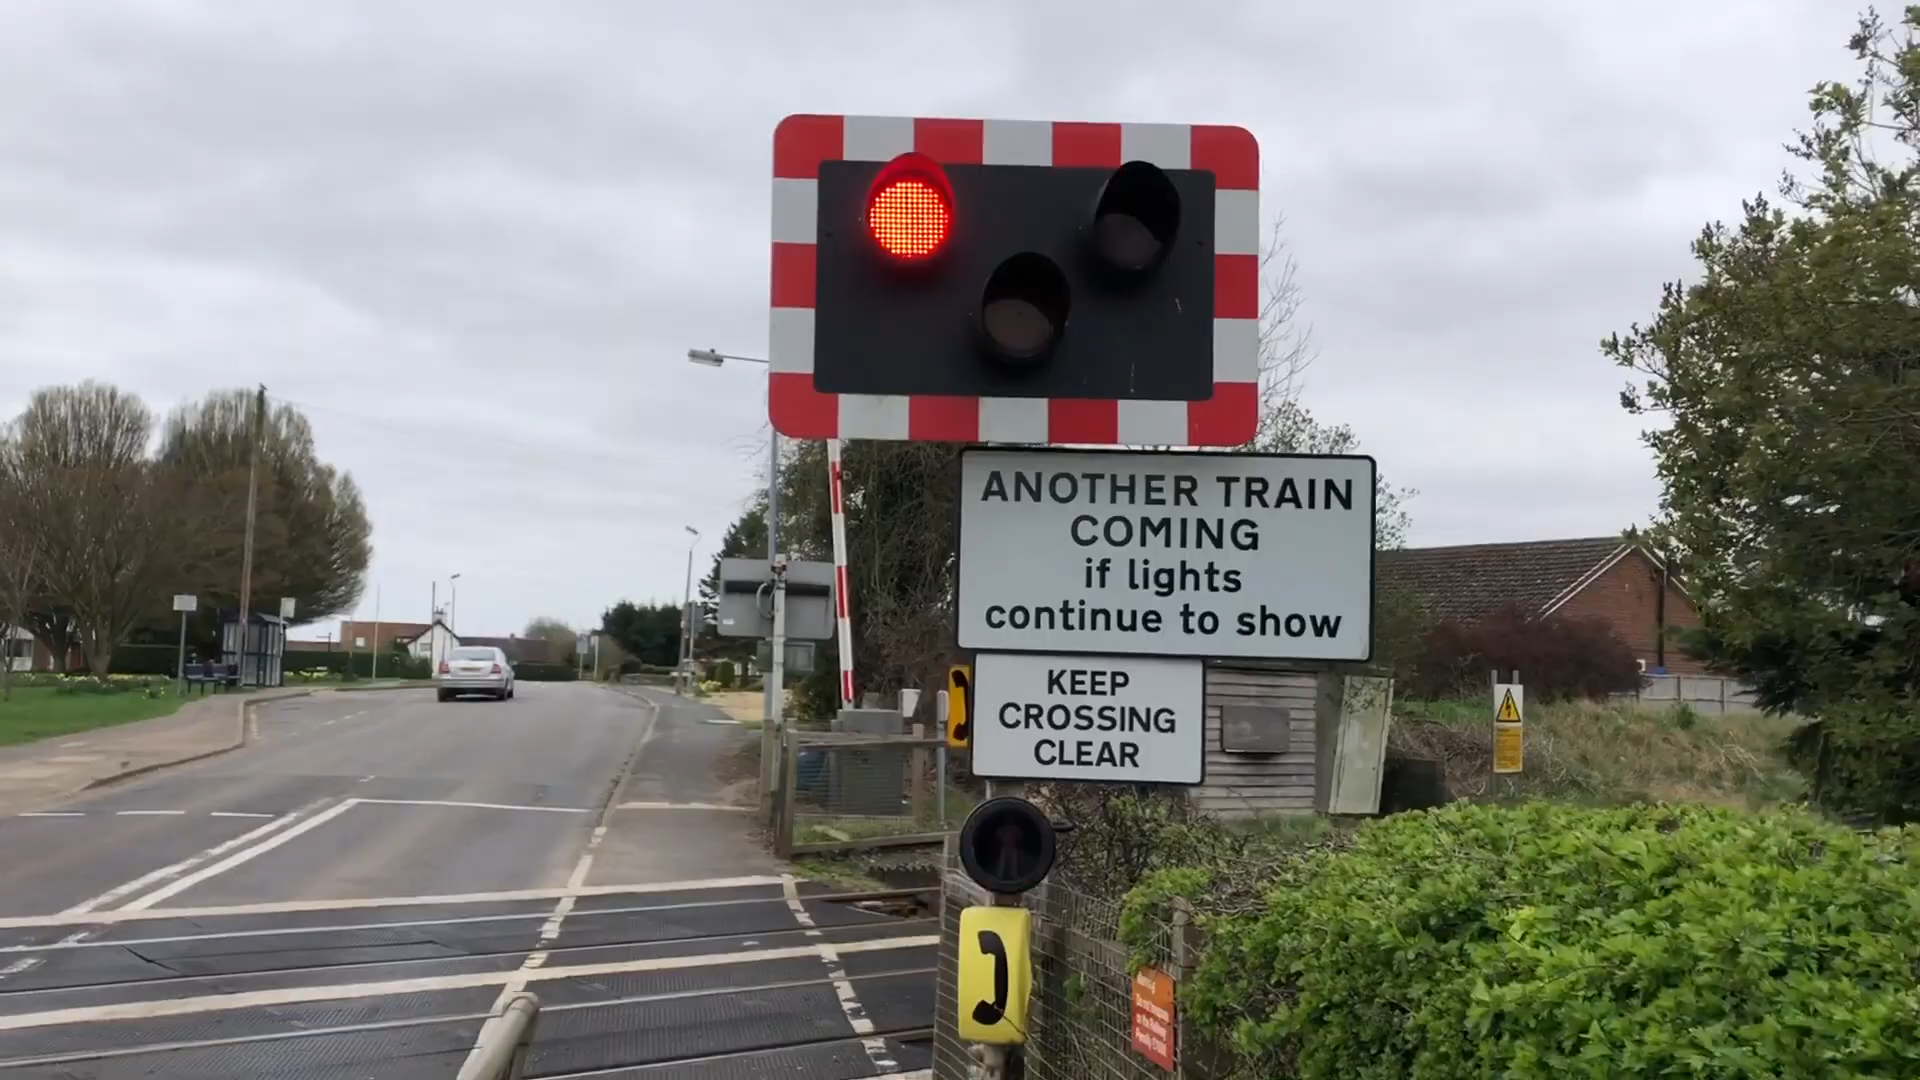 ANOTHER TRAIN
COMING
if lights
continue to show
KEEP
CROSSING
CLEAR